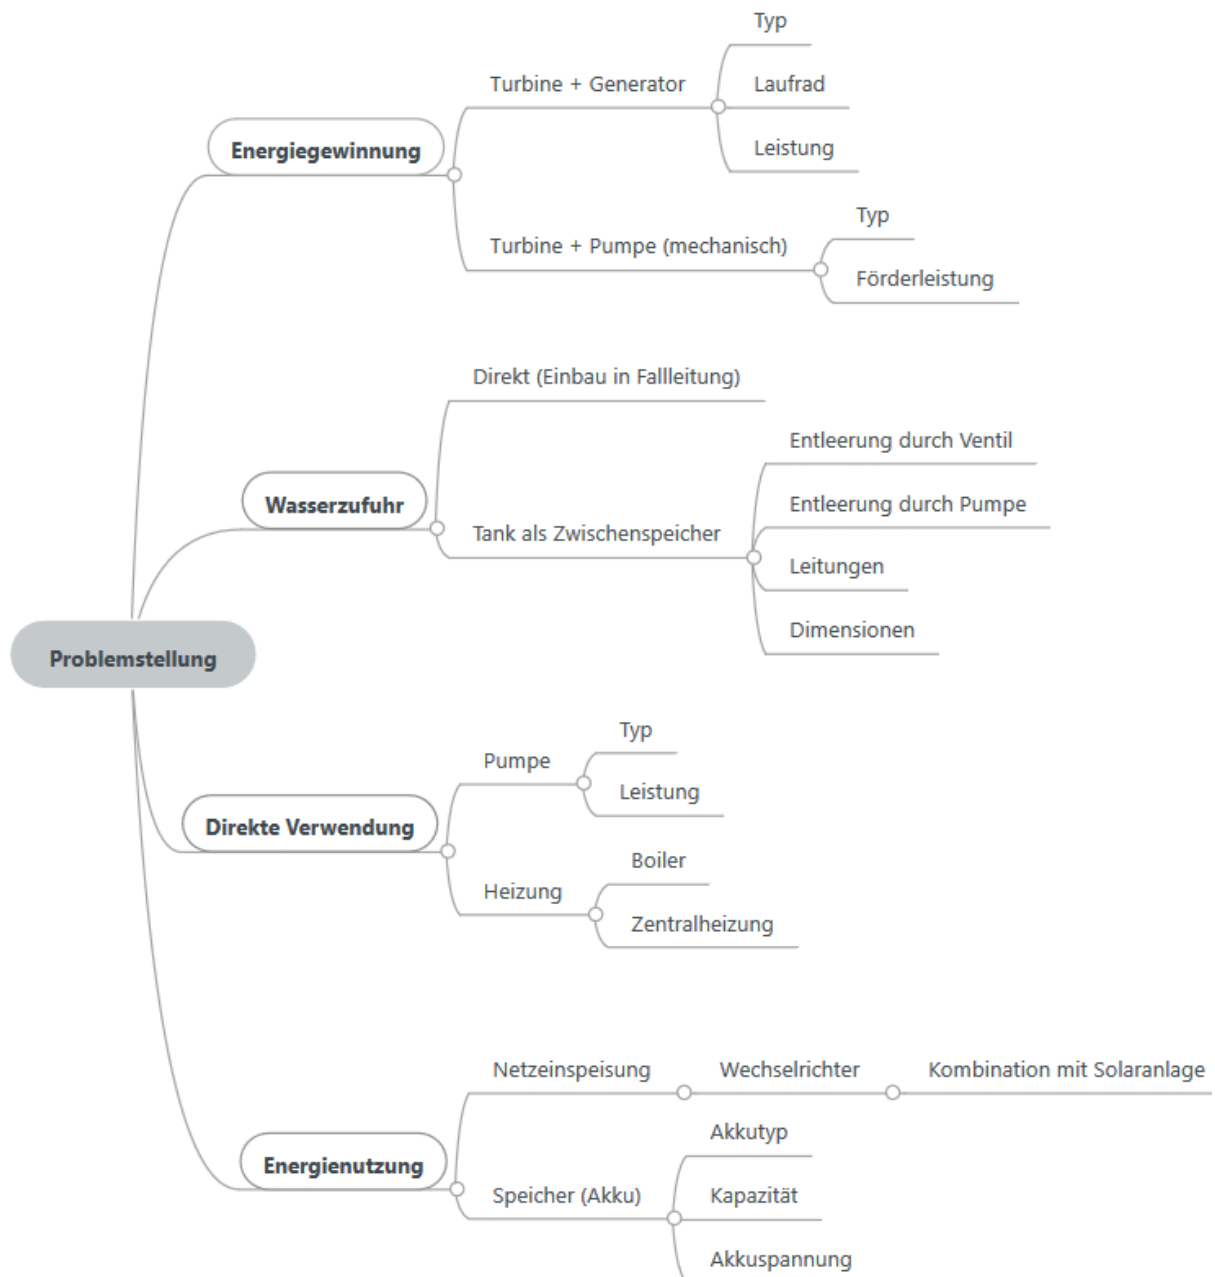 Problemstellung
Energiegewinnung
Turbine + Generator
Typ
Laufrad
Leistung
Turbine + Pumpe (mechanisch)
Typ
Förderleistung
Wasserzufuhr
Direkt (Einbau in Fallleitung)
Tank als Zwischenspeicher
Entleerung durch Ventil
Entleerung durch Pumpe
Leitungen
Dimensionen
Direkte Verwendung
Pumpe
Typ
Leistung
Heizung
Boiler
Zentralheizung
Energienutzung
Netzeinspeisung
Wechselrichter
Kombination mit Solaranlage
Speicher (Akku)
Akkutyp
Kapazität
Akkuspannung